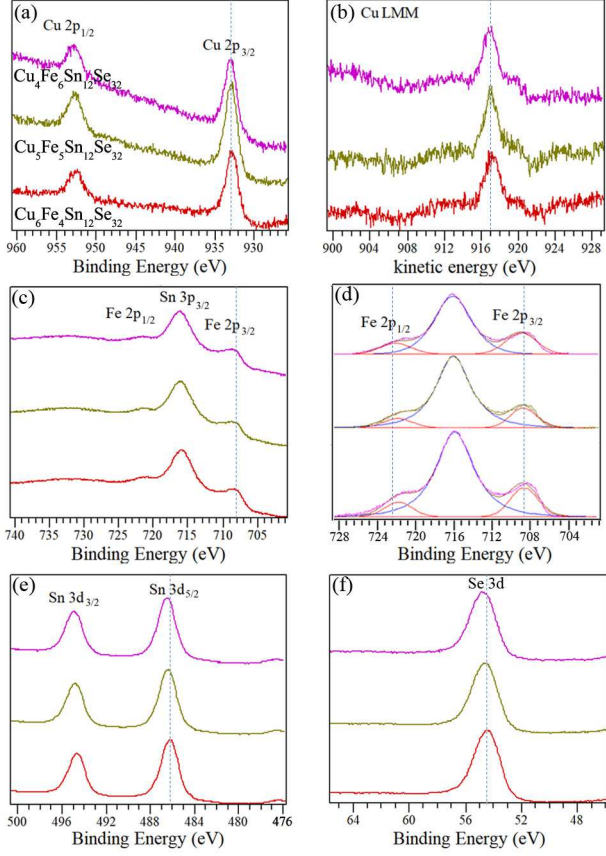 (a)
Cu 2p1/2
Cu 2p3/2
Cu4Fe6Sn12Se32
Cu5Fe5Sn12Se32
Cu6Fe4Sn12Se32
960 950 945 940 935 930
Binding Energy (eV)
(b)
Cu LMM
900 904 908 912 916 920 924 928
kinetic energy (eV)
(c)
Sn 3p3/2
Fe 2p1/2
Fe 2p3/2
740 735 730 725 720 715 710 705
Binding Energy (eV)
(d)
Fe 2p1/2
Fe 2p3/2
728 724 720 716 712 708 704
Binding Energy (eV)
(e)
Sn 3d3/2
Sn 3d5/2
500 496 492 488 484 480 476
Binding Energy (eV)
(f)
Se 3d
64 60 56 52 48
Binding Energy (eV)